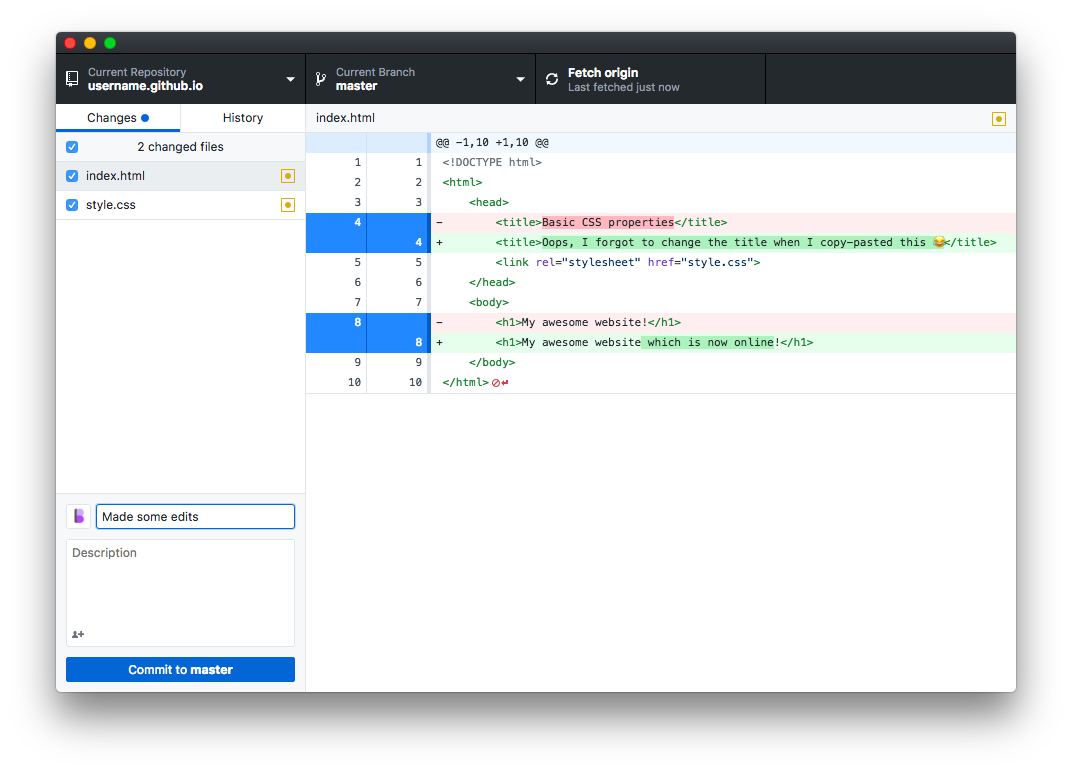 Current Repository
username.github.io
Current Branch
master
Fetch origin
Last fetched just now
Changes
History
2 changed files
index.html
style.css
Made some edits
Description
Commit to master
index.html
@@ -1,10 +1,10 @@
1 1 <!DOCTYPE html>
2 2 <html>
3 3 <head>
4 - <title>Basic CSS properties</title>
4 + <title>Oops, I forgot to change the title when I copy-pasted this 😂</title>
5 5 <link rel="stylesheet" href="style.css">
6 6 </head>
7 7 <body>
8 - <h1>My awesome website!</h1>
8 + <h1>My awesome website which is now online!</h1>
9 9 </body>
10 10 </html>